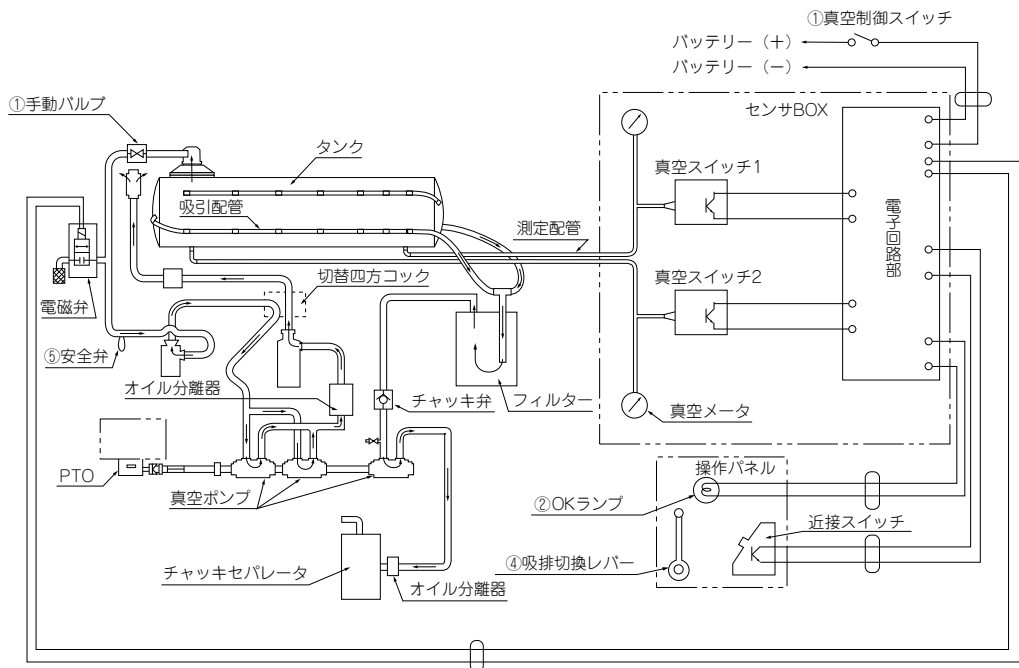 ①真空制御スイッチ
バッテリー（＋）
バッテリー（－）
センサBOX
①手動バルブ
タンク
真空スイッチ1
吸引配管
測定配管
電子回路部
切替四方コック
真空スイッチ2
電磁弁
⑤安全弁
オイル分離器
チャッキ弁
フィルター
真空メータ
PTO
真空ポンプ
操作パネル
②OKランプ
近接スイッチ
④吸排切換レバー
チャッキセパレータ
オイル分離器